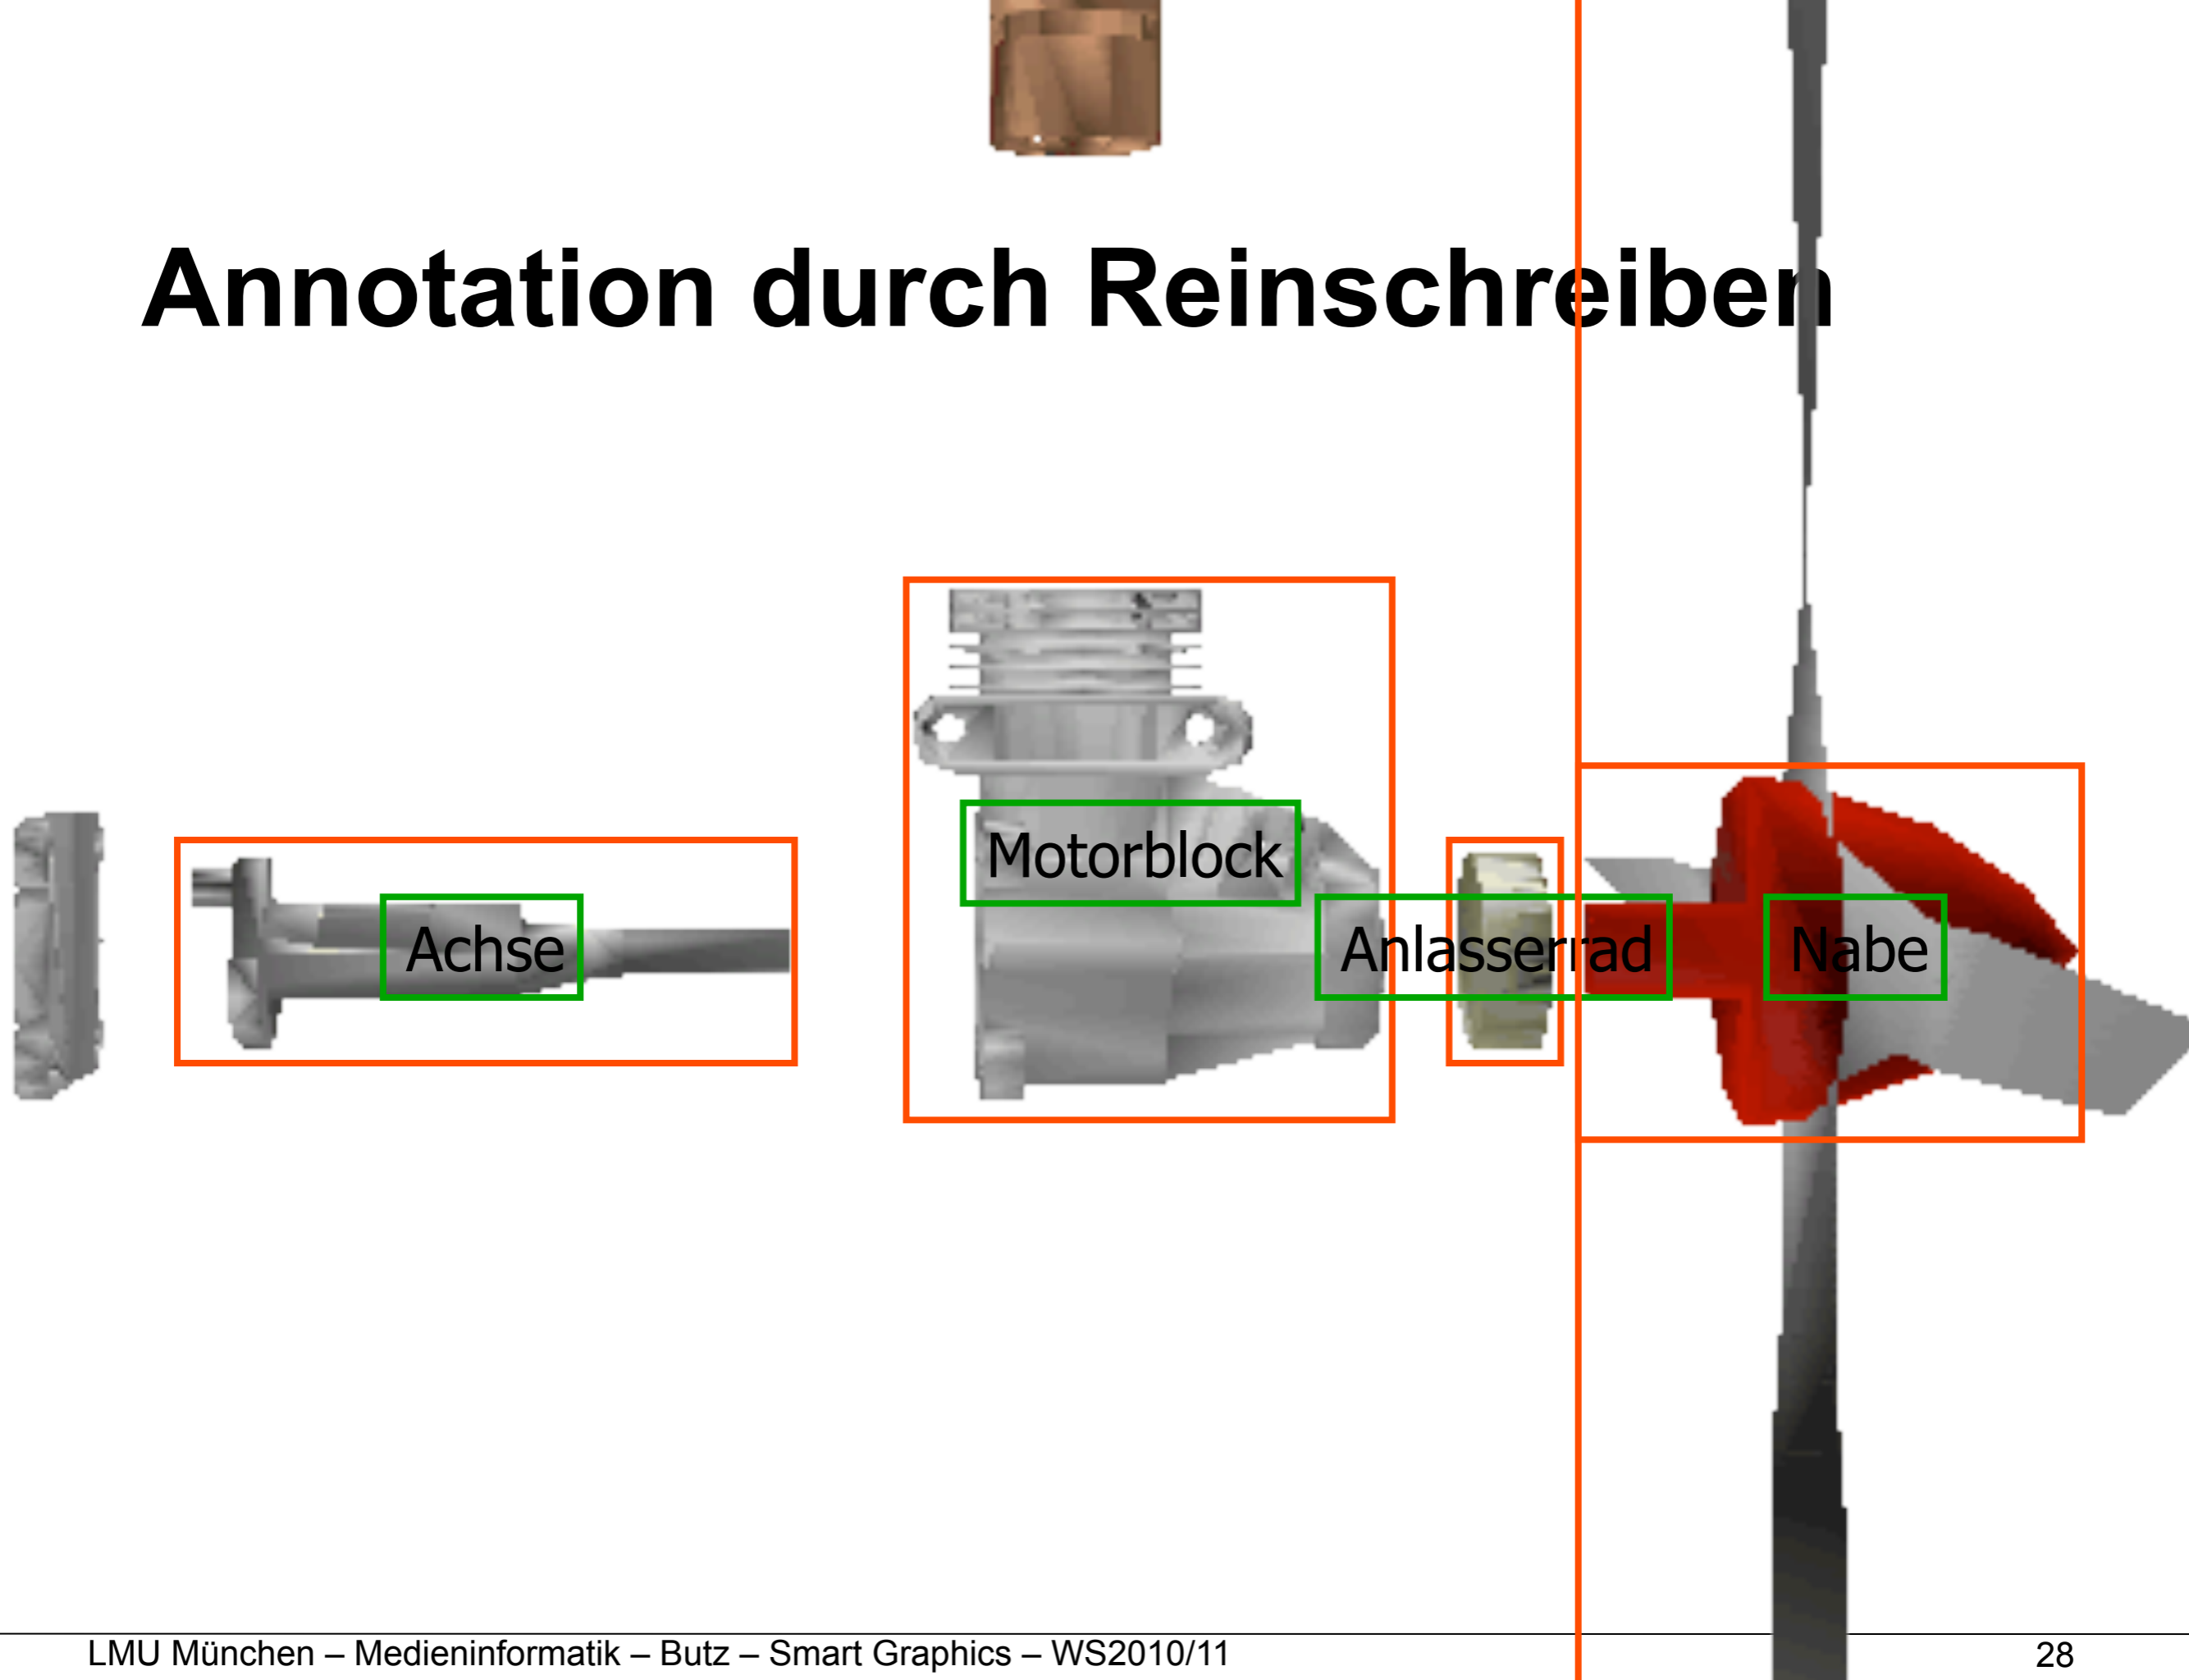 Annotation durch Reinschreiben
Motorblock
Achse
Anlasserrad
Nabe
LMU München – Medieninformatik – Butz – Smart Graphics – WS2010/11
28